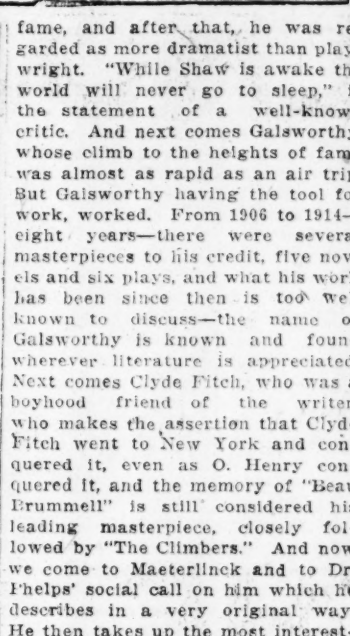 fame, and after that, he was re
garded as more dramatist than play
wright. "While Shaw is awake th
world will never go to sleep,"
the statement of a well-know
critic. And next comes Galsworth
whose climb to the heights of fam
was almost as rapid as an air trip
But Galsworthy having the tool fo
work, worked. From 1906 to 1914—
eight years—there were severa
masterpieces to his credit, five nov
els and six plays, and what his wor
has been since then is too we
known to discuss—the name o
Galsworthy is known and foun
wherever literature is appreciated
Next comes Clyde Fitch, who was a
boyhood friend of the writer
who makes the assertion that Clyd
Fitch went to New York and con
quered it, even as O. Henry con
quered it, and the memory of "Beau
Brummell" is still considered his
leading masterpiece, closely fol
lowed by "The Climbers." And now
we come to Maeterlinck and to Dr
Phelps' social call on him which he
describes in a very original way
He then takes up the most interest